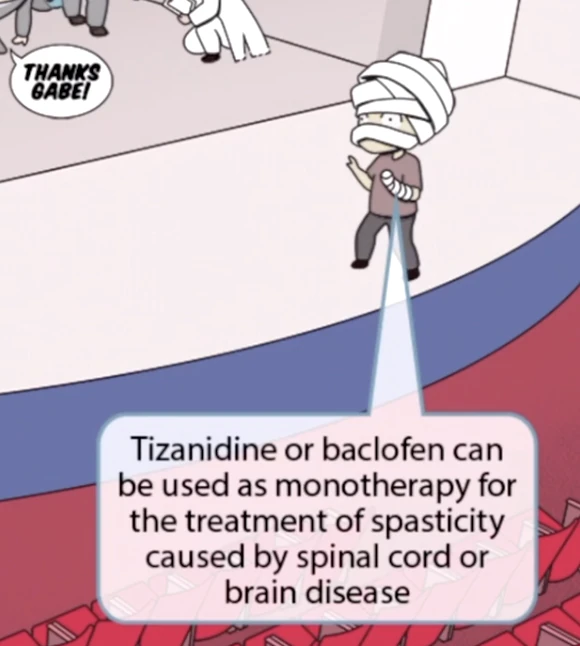 THANKS
GABE!
Tizanidine or baclofen can
be used as monotherapy for
the treatment of spasticity
caused by spinal cord or
brain disease